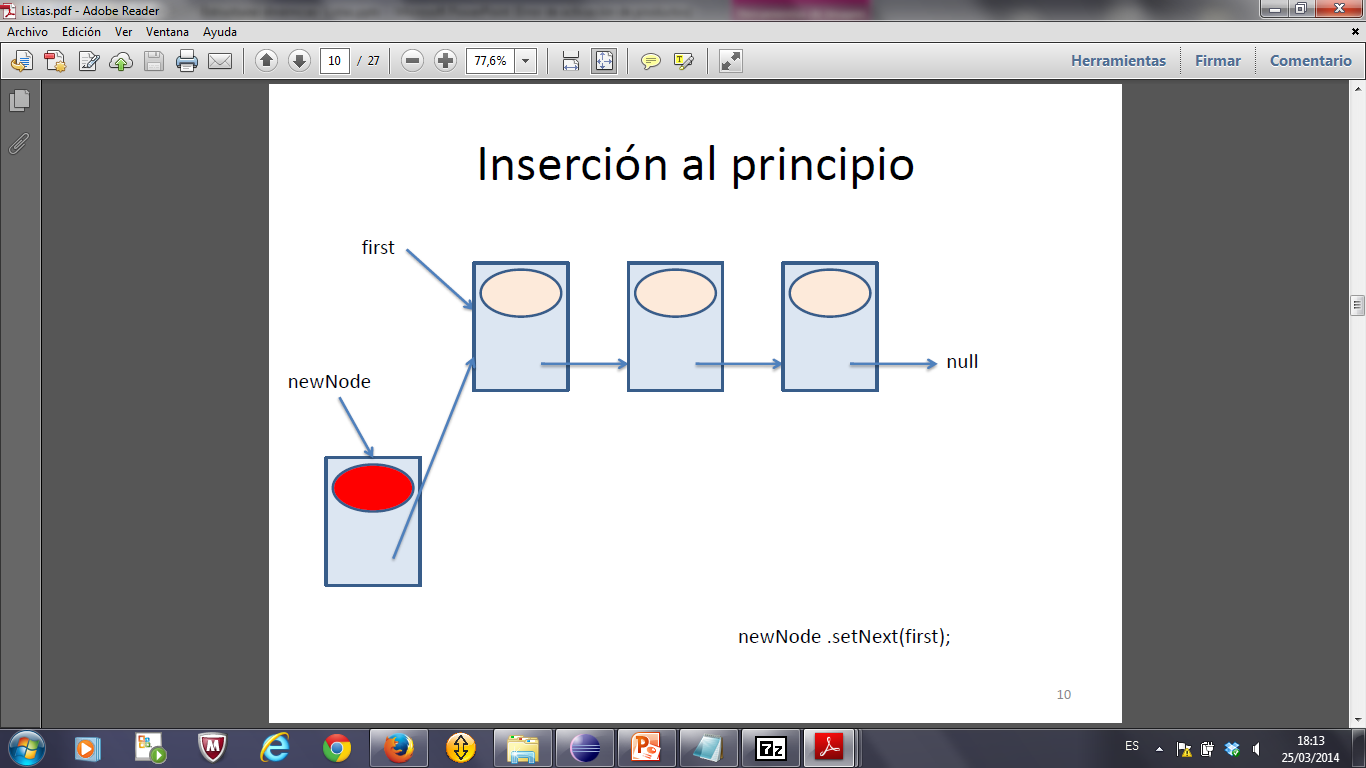 Listas.pdf - Adobe Reader
Archivo Edición Ver Ventana Ayuda
10 / 27 77,6% Herramientas Firmar Comentario
Inserción al principio
first
null
newNode
newNode .setNext(first);
10
ES 18:13
25/03/2014